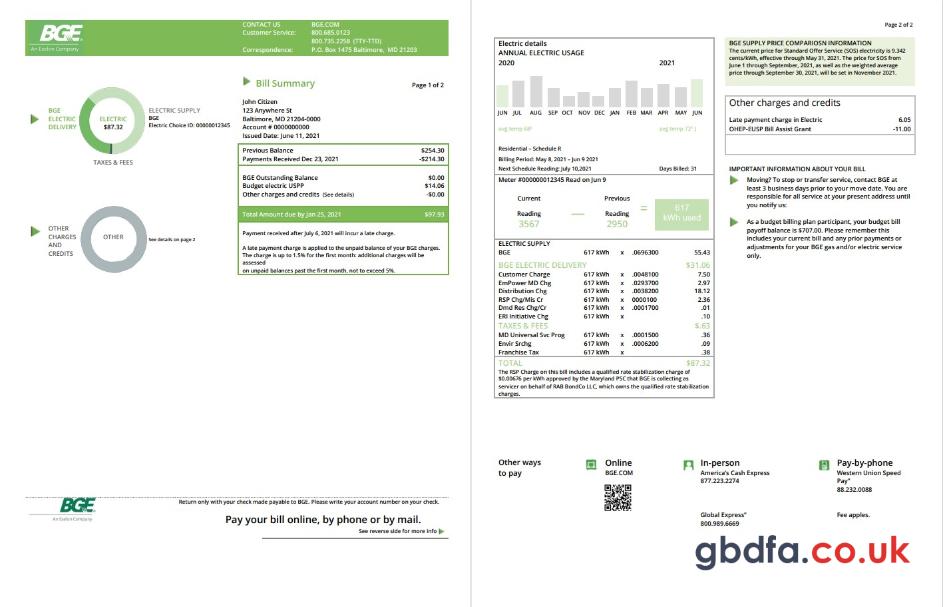 BGE
An Exelon Company
CONTACT US BGE.COM
Customer Service: 800.685.0123
800.735.2258 (TTY-TTD)
Correspondence: P.O. Box 1475 Baltimore, MD 21203
Bill Summary
Page 1 of 2
John Citizen
123 Anywhere St
Baltimore, MD 21204-0000
Account # 0000000000
Issued Date: June 11, 2021
BGE ELECTRIC DELIVERY
ELECTRIC
$87.32
ELECTRIC SUPPLY
BGE
Electric Choice ID: 00000012345
TAXES & FEES
OTHER CHARGES AND CREDITS
OTHER
See details on page 2
Previous Balance $254.30
Payments Received Dec 23, 2021 -$214.30
BGE Outstanding Balance $0.00
Budget electric USPP $14.06
Other charges and credits (See details) -$0.00
Total Amount due by Jan 25, 2021 $97.93
Payment received after July 6, 2021 will incur a late charge.
A late payment charge is applied to the unpaid balance of your BGE charges.
The charge is up to 1.5% for the first month: additional charges will be
assessed
on unpaid balances past the first month, not to exceed 5%.
BGE
An Exelon Company
Return only with your check made payable to BGE. Please write your account number on your check.
Pay your bill online, by phone or by mail.
See reverse side for more info
Page 2 of 2
Electric details
ANNUAL ELECTRIC USAGE
2020 2021
JUN JUL AUG SEP OCT NOV DEC JAN FEB MAR APR MAY JUN
avg temp 68°
avg temp 72°
Residential – Schedule R
Billing Period: May 8, 2021 – Jun 9 2021
Next Schedule Reading: July 10,2021 Days Billed: 31
Meter #000000012345 Read on Jun 9
Current Previous
Reading — Reading = 617
3567 2950 kWh used
ELECTRIC SUPPLY
BGE 617 kWh x .0696300 55.43
BGE ELECTRIC DELIVERY $31.06
Customer Charge 617 kWh x .0048100 7.50
EmPower MD Chg 617 kWh x .0293700 2.97
Distribution Chg 617 kWh x .0038200 18.12
RSP Chg/Mis Cr 617 kWh x 0000100 2.36
Dmd Res Chg/Cr 617 kWh x .0001700 .01
ERI Initiative Chg 617 kWh x .10
TAXES & FEES $.63
MD Universal Svc Prog 617 kWh x .0001500 .36
Envir Srchg 617 kWh x .0006200 .09
Franchise Tax 617 kWh x .38
TOTAL $87.32
The RSP Charge on this bill includes a qualified rate stabilization charge of
$0.00676 per kWh approved by the Maryland PSC that BGE is collecting as
servicer on behalf of RAB BondCo LLC, which owns the qualified rate stabilization
charges.
BGE SUPPLY PRICE COMPARIOSN INFORMATION
The current price for Standard Offer Service (SOS) electricity is 9.342
cents/kWh, effective through May 31, 2021. The price for SOS from
June 1 through September, 2021, as well as the weighted average
price through September 30, 2021, will be set in November 2021.
Other charges and credits
Late payment charge in Electric 6.05
OHEP-EUSP Bill Assist Grant -11.00
IMPORTANT INFORMATION ABOUT YOUR BILL
Moving? To stop or transfer service, contact BGE at
least 3 business days prior to your move date. You are
responsible for all service at your present address until
you notify us:
As a budget billing plan participant, your budget bill
payoff balance is $707.00. Please remember this
includes your current bill and any prior payments or
adjustments for your BGE gas and/or electric service
only.
Other ways
to pay
Online
BGE.COM
In-person
America's Cash Express
877.223.2274
Global Express"
800.989.6669
Pay-by-phone
Western Union Speed
Pay"
88.232.0088
Fee applies.
gbdfa.co.uk